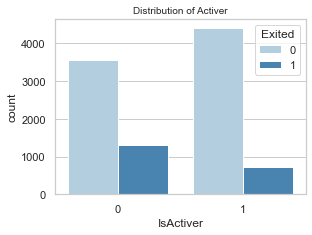 Distribution of Activer
Exited
0
1
4000
3000
2000
1000
0
count
0
1
IsActiver